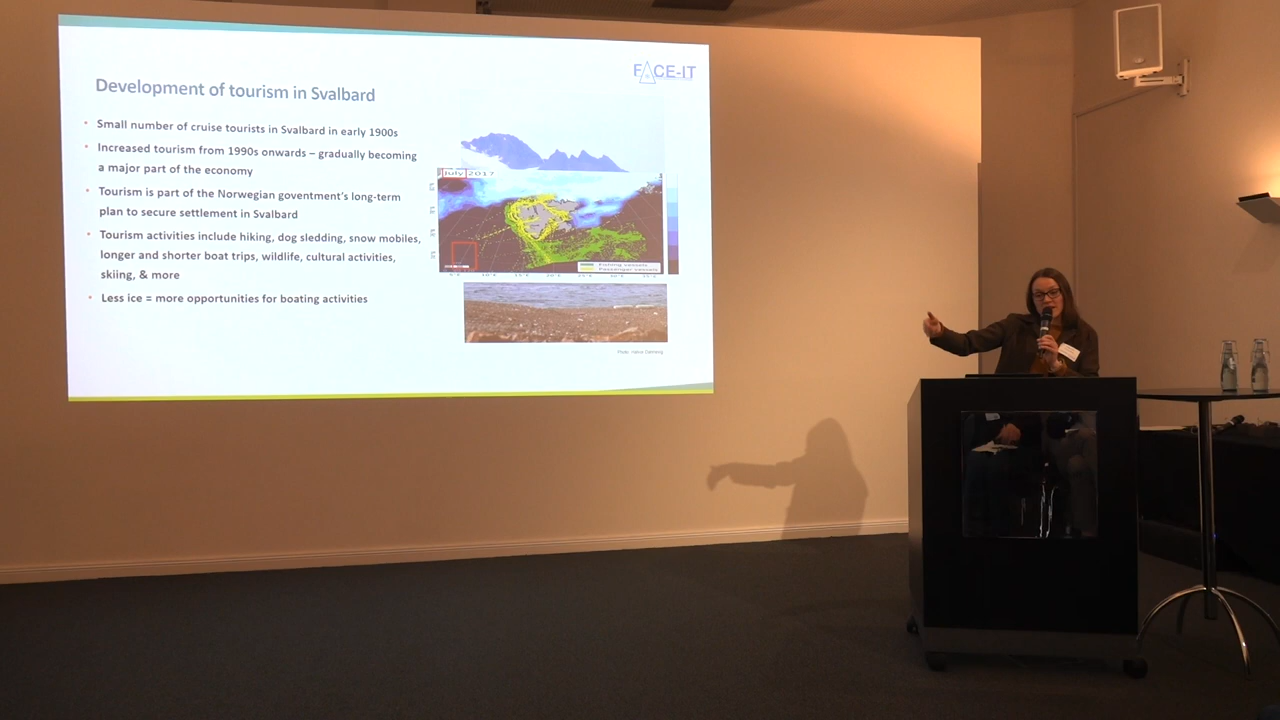 FACE-IT
Development of tourism in Svalbard
• Small number of cruise tourists in Svalbard in early 1900s
• Increased tourism from 1990s onwards – gradually becoming
a major part of the economy
• Tourism is part of the Norwegian goventment's long-term
plan to secure settlement in Svalbard
• Tourism activities include hiking, dog sledding, snow mobiles,
longer and shorter boat trips, wildlife, cultural activities,
skiing, & more
• Less ice = more opportunities for boating activities
July 2017
Fishing vessels
Passenger vessels